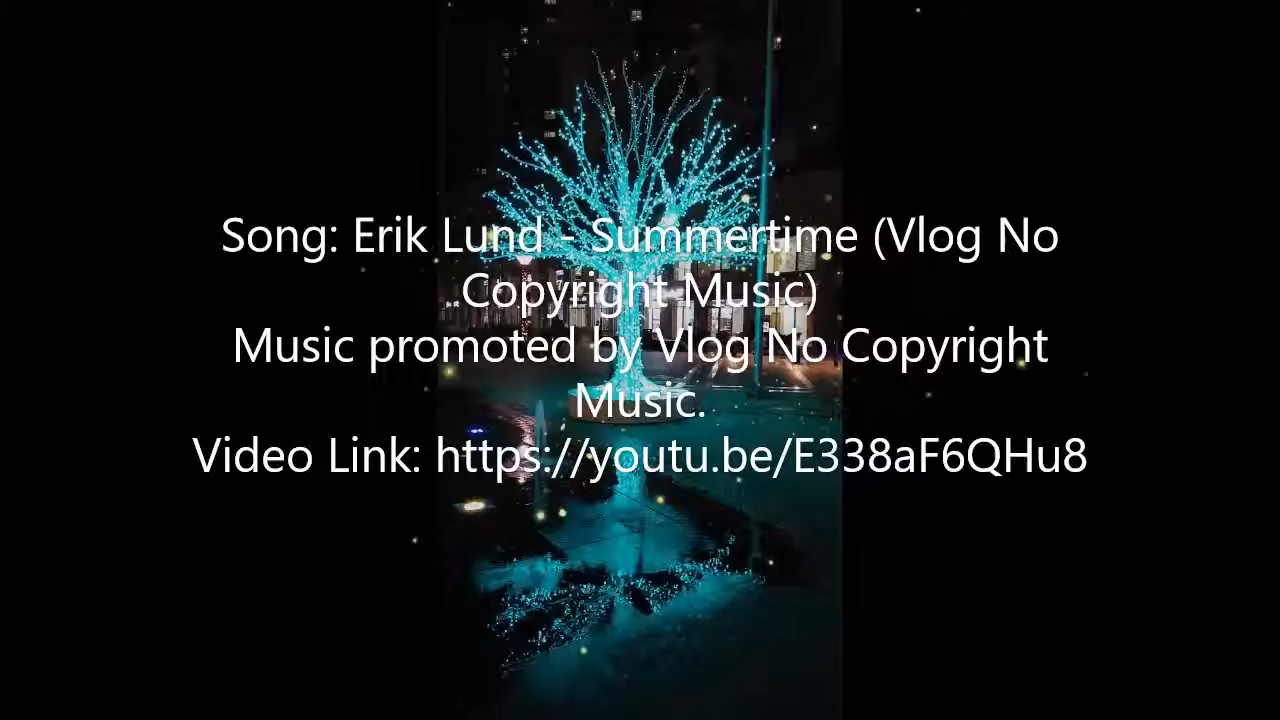 Song: Erik Lund - Summertime (Vlog No
Copyright Music)
Music promoted by Vlog No Copyright
Music.
Video Link: https://youtu.be/E338aF6QHu8